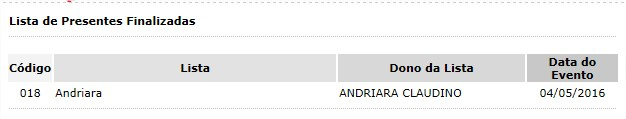 Lista de Presentes Finalizadas
Código Lista Dono da Lista Data do Evento
018 Andriara ANDRIARA CLAUDINO 04/05/2016